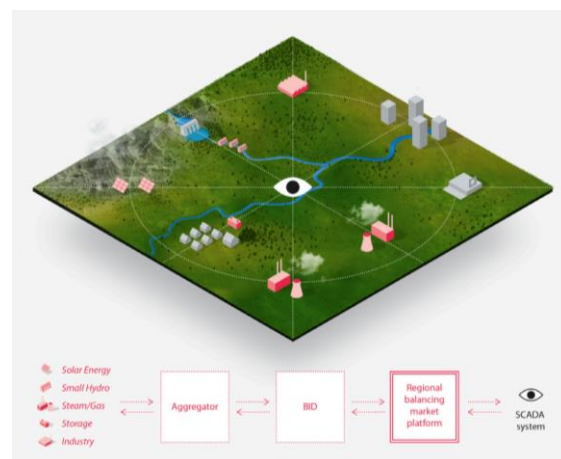 Solar Energy
Small Hydro
Steam/Gas
Storage
Industry
Aggregator
BID
Regional
balancing
market
platform
SCADA
system